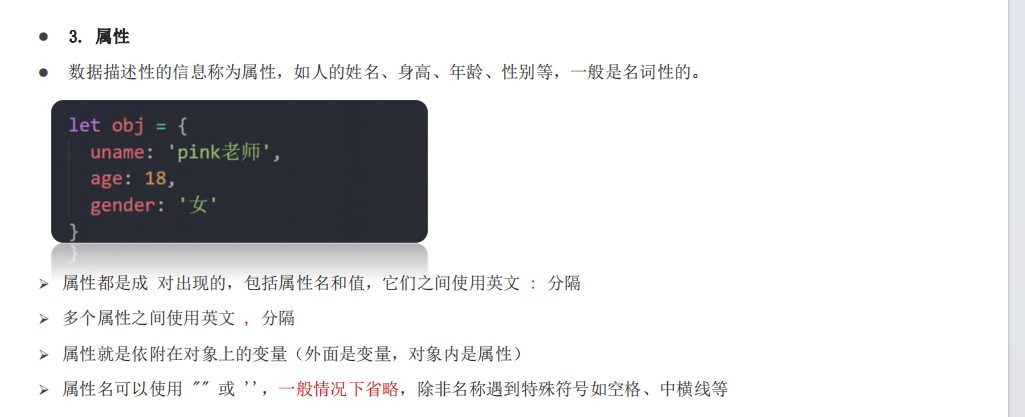 ● 3. 属性
● 数据描述性的信息称为属性，如人的姓名、身高、年龄、性别等，一般是名词性的。
let obj = {
uname: 'pink老师',
age: 18,
gender: '女'
}
➢ 属性都是成 对出现的，包括属性名和值，它们之间使用英文 : 分隔
➢ 多个属性之间使用英文 , 分隔
➢ 属性就是依附在对象上的变量（外面是变量，对象内是属性）
➢ 属性名可以使用 "" 或 ''，一般情况下省略，除非名称遇到特殊符号如空格、中横线等